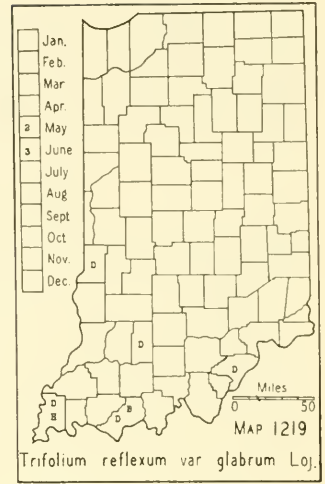 Jan.
Feb.
Mar
Apr.
2 May
3 June
July
Aug
Sept
Oct
Nov.
Dec.
D
D
D
D
E
B
D
Miles
0 50
MAP 1219
Trifolium reflexum var glabrum Loj.